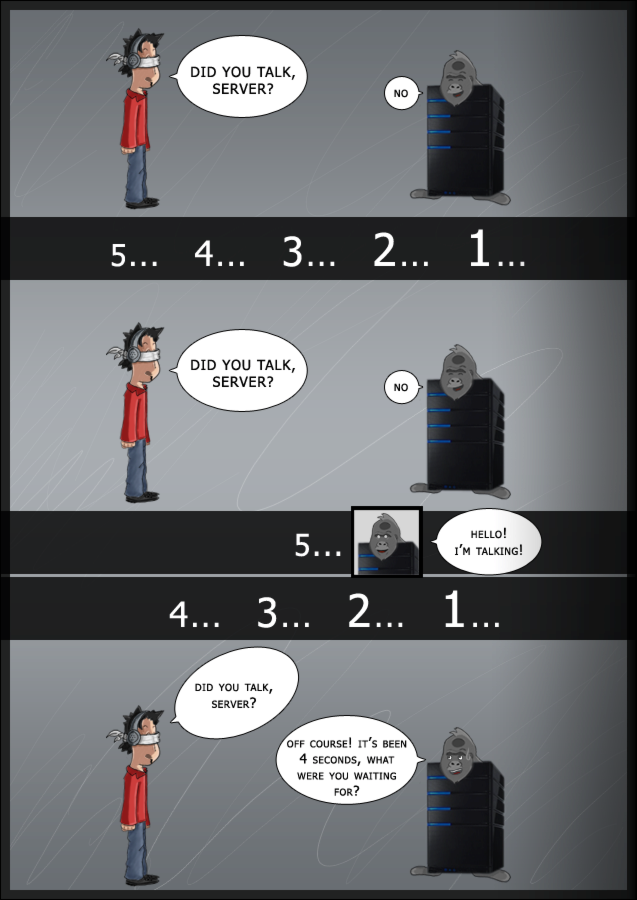 DID YOU TALK,
SERVER?
NO
5... 4... 3... 2... 1...
DID YOU TALK,
SERVER?
NO
5...
HELLO!
I'M TALKING!
4... 3... 2... 1...
DID YOU TALK,
SERVER?
OFF COURSE! IT'S BEEN
4 SECONDS, WHAT
WERE YOU WAITING
FOR?